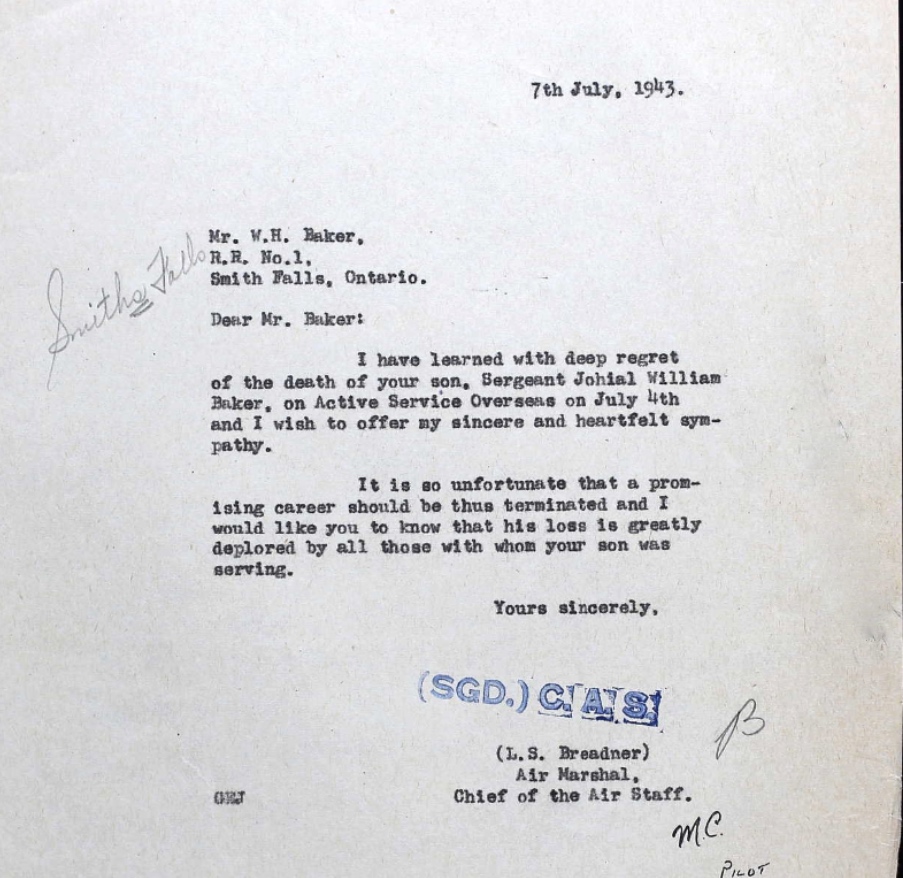 7th July, 1943.
Mr. W.H. Baker,
R.R. No.1,
Smith Falls, Ontario.
Smiths Falls
Dear Mr. Baker:
I have learned with deep regret
of the death of your son, Sergeant Johial William
Baker, on Active Service Overseas on July 4th
and I wish to offer my sincere and heartfelt sym-
pathy.
It is so unfortunate that a prom-
ising career should be thus terminated and I
would like you to know that his loss is greatly
deplored by all those with whom your son was
serving.
Yours sincerely,
(SGD.) C. A. S.
B
(L.S. Breadner)
Air Marshal,
Chief of the Air Staff.
M.C.
PILOT